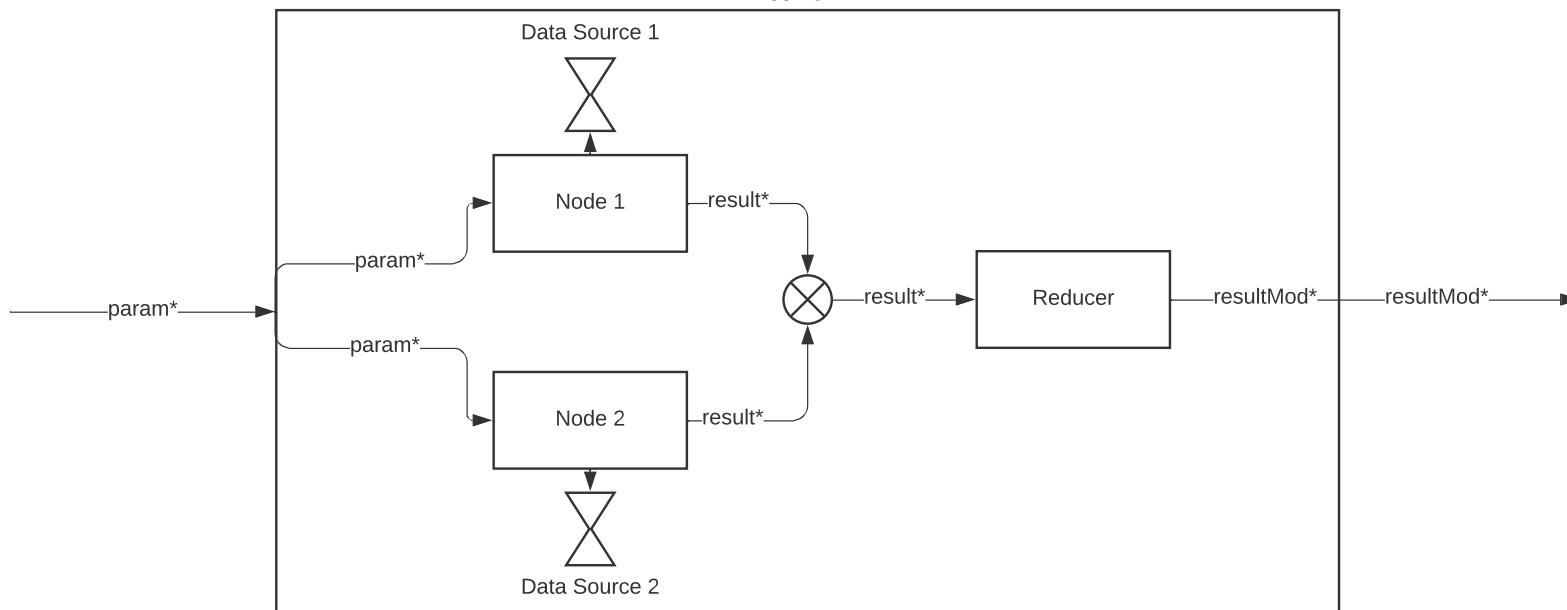 Data Source 1
Node 1
result*
param*
param*
result*
Reducer
resultMod*
resultMod*
param*
Node 2
result*
Data Source 2